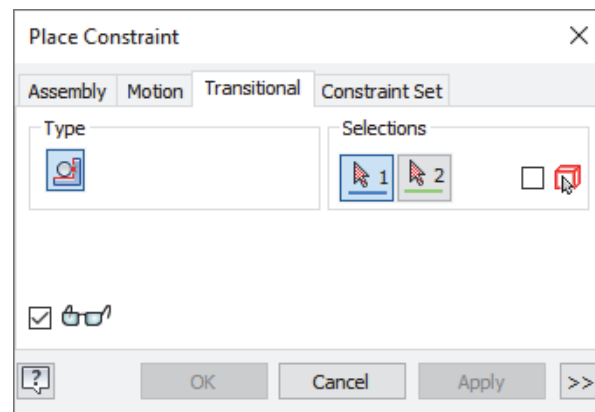 Place Constraint
Assembly Motion Transitional Constraint Set
Type Selections
1 2
? OK Cancel Apply >>